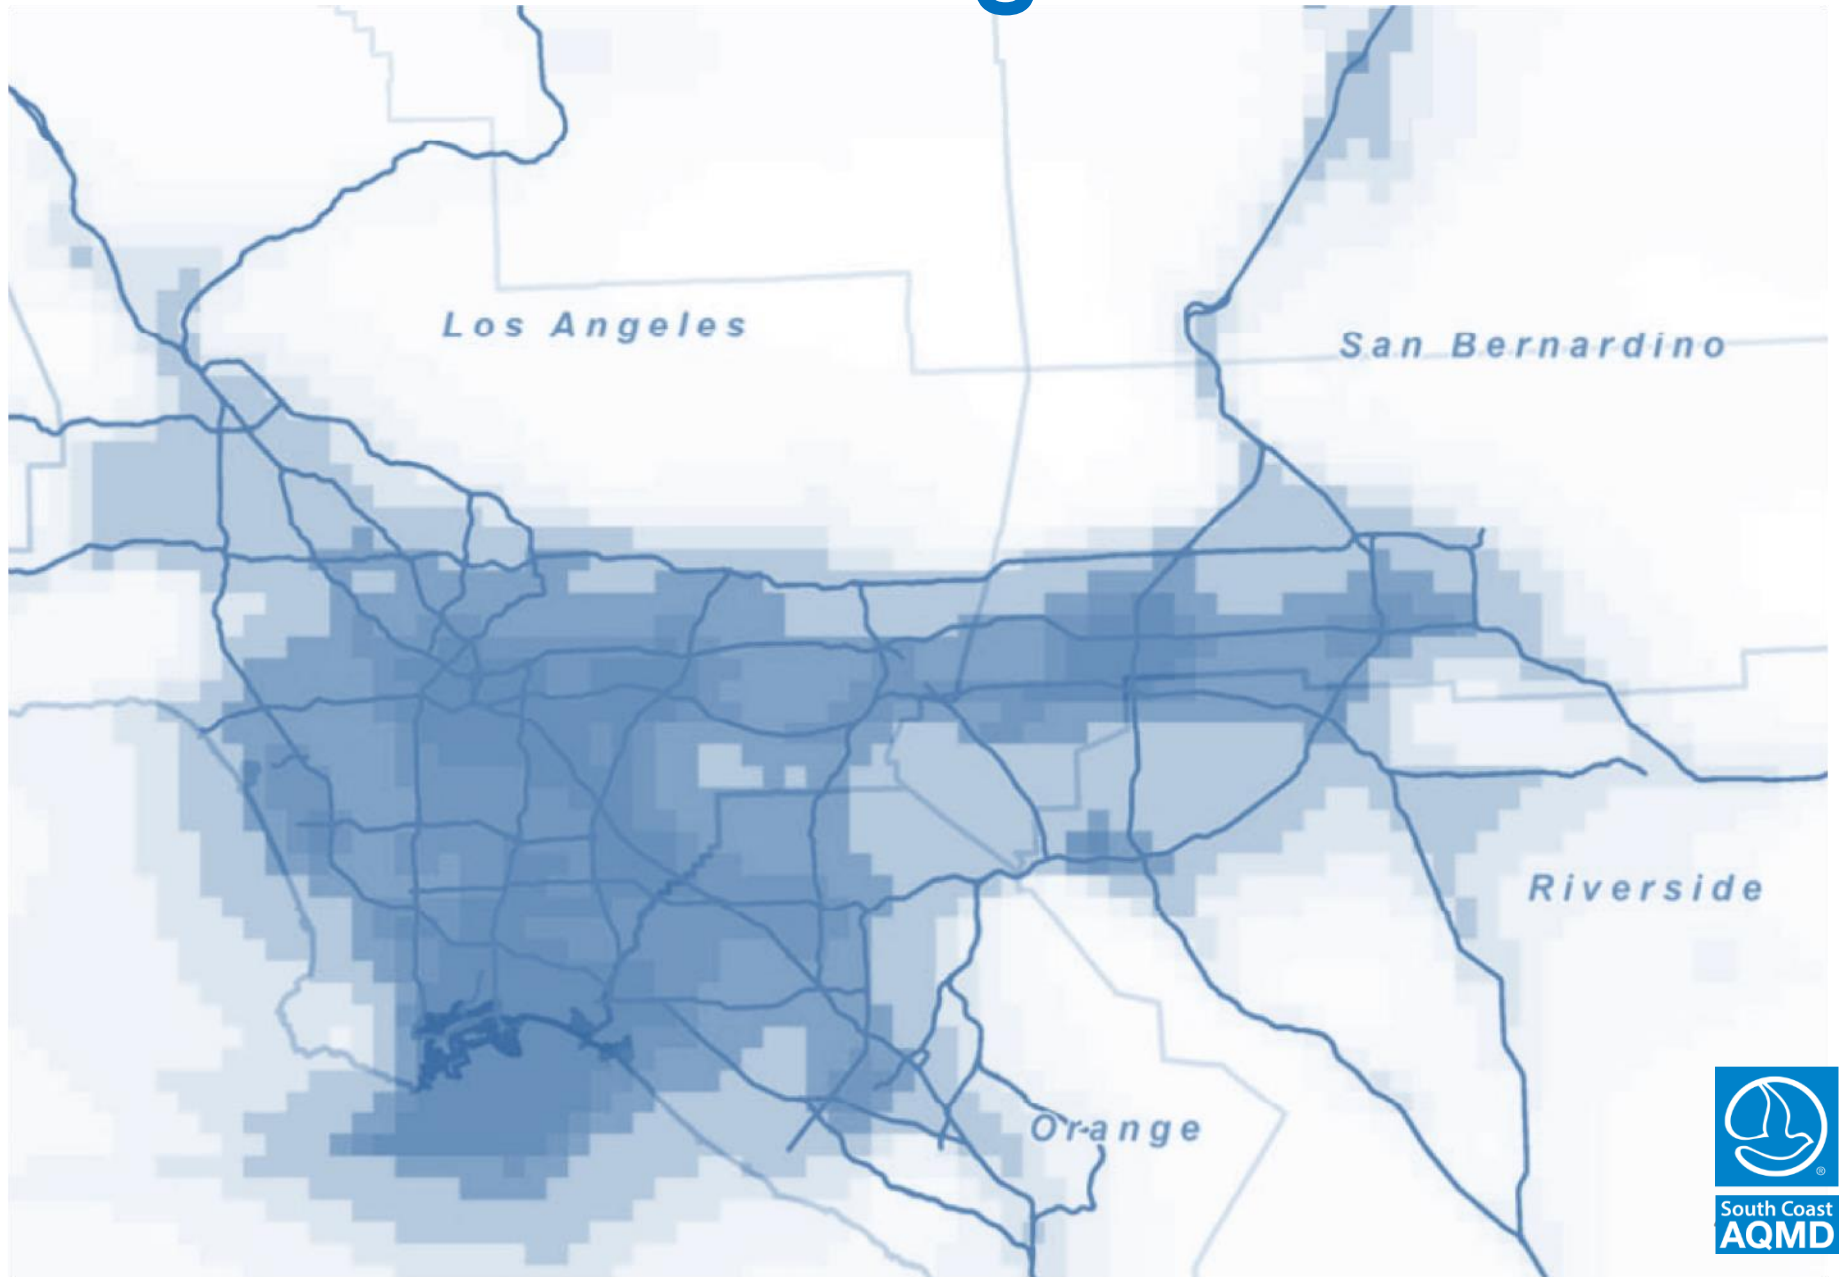 Los Angeles
San Bernardino
Riverside
Orange
®
South Coast
AQMD